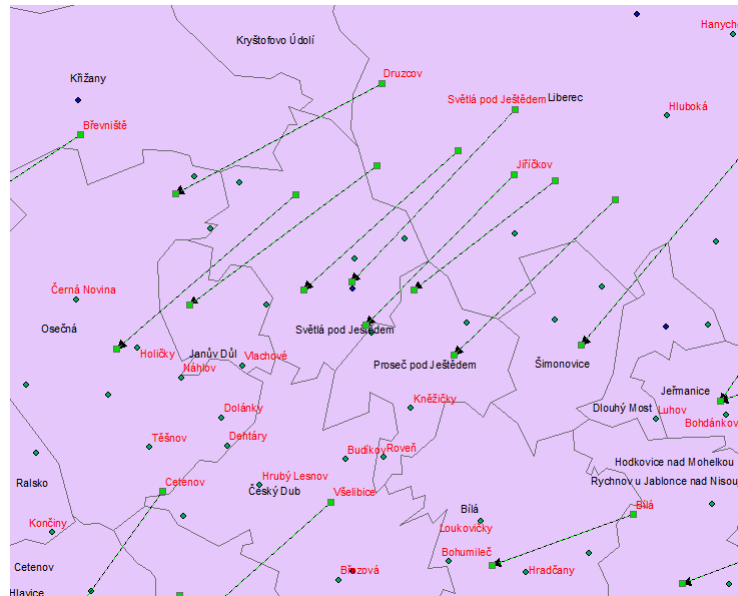 Hanycho
Kryštofovo Údolí
Druzcov
Křižany
Světlá pod Ještědem
Liberec
Hluboká
Břevniště
Jiříčkov
Černá Novina
Osečná
Světlá pod Ještědem
Holičky
Janův Důl
Vlachové
Proseč pod Ještědem
Šimonovice
Náhlov
Jeřmanice
Kněžičky
Dlouhý Most
Luhov
Dolánky
Bohdánkov
Těšnov
Dehtáry
Budíkov
Roveň
Hodkovice nad Mohelkou
Ralsko
Cetenov
Hrubý Lesnov
Český Dub
Rychnov u Jablonce nad Nisou
Všelibice
Bílá
Bílá
Končiny
Loukovičky
Bohumileč
Cetenov
Hradčany
Březová
Hlavice